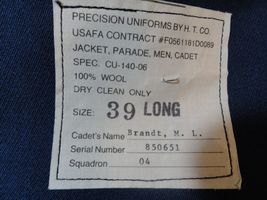 PRECISION UNIFORMS BY H. T. CO.
USAFA CONTRACT #F0561181D0089
JACKET, PARADE, MEN, CADET
SPEC. CU-140-06
100% WOOL
DRY CLEAN ONLY
SIZE: 39 LONG
Cadet's Name Brandt, M. L.
Serial Number 850651
Squadron 04